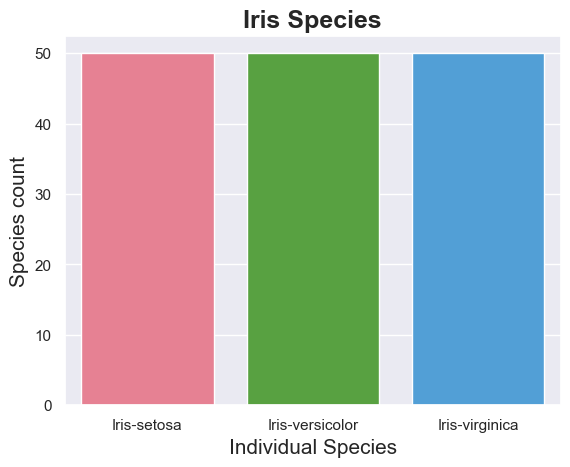 Iris Species
Species count
50
40
30
20
10
0
Iris-setosa Iris-versicolor Iris-virginica
Individual Species